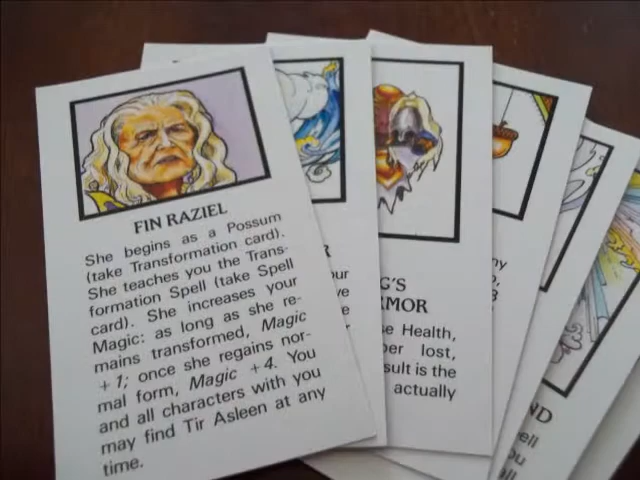 FIN RAZIEL
She begins as a Possum
(take Transformation card).
She teaches you the Trans-
formation Spell (take Spell
card). She increases your
Magic: as long as she re-
mains transformed, Magic
+1; once she regains nor-
mal form, Magic +4. You
and all characters with you
may find Tir Asleen at any
time.
G'S
RMOR
Health,
lost,
sult is the
actually
ND